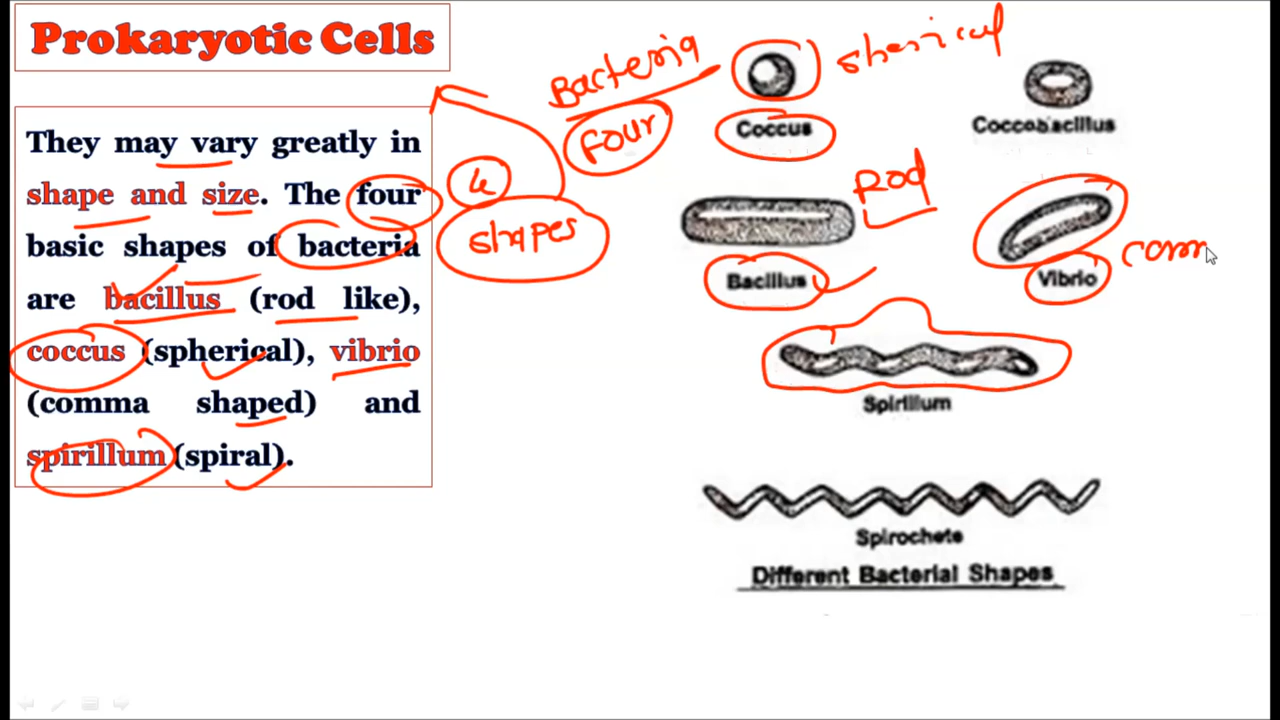 Prokaryotic Cells
They may vary greatly in
shape and size. The four
basic shapes of bacteria
are bacillus (rod like),
coccus (spherical), vibrio
(comma shaped) and
spirillum (spiral).
4
shapes
Bacteria
four
Coccus
Coccobacillus
Rod
Bacillus
Vibrio
comm
Spirillum
Spirochete
Different Bacterial Shapes